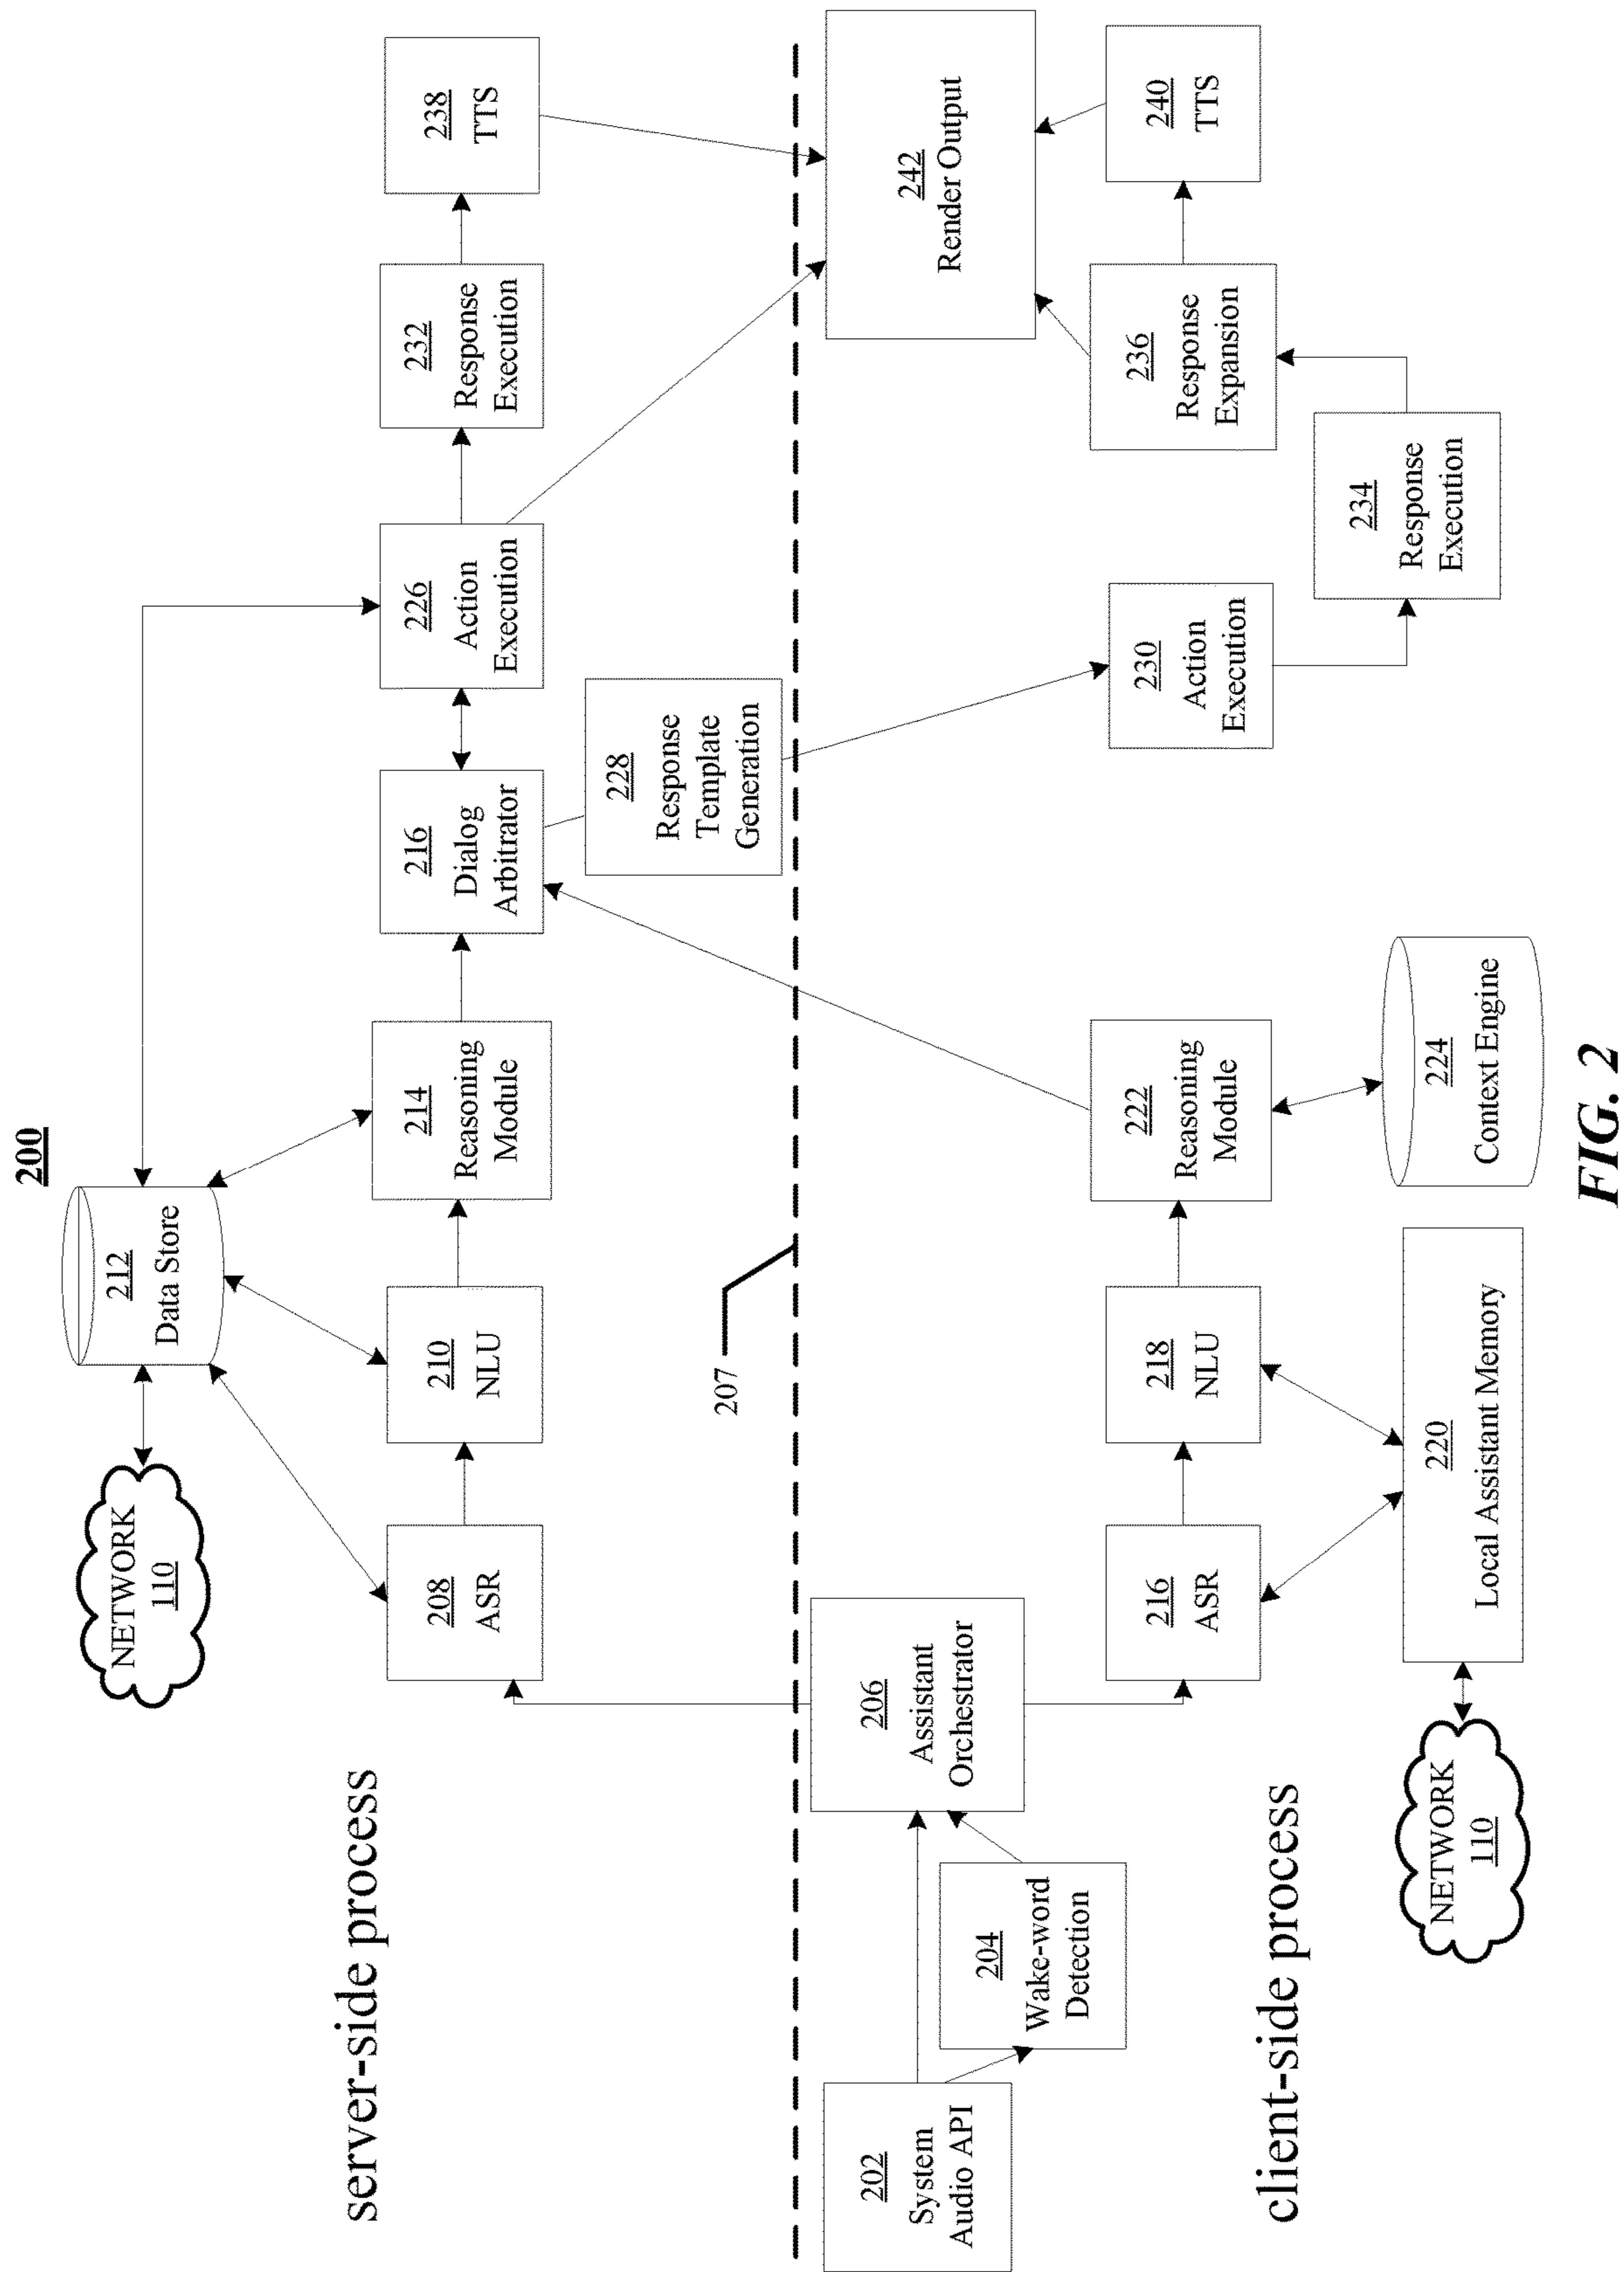 200
NETWORK
110
212
Data Store
server-side process
208
ASR
210
NLU
214
Reasoning
Module
216
Dialog
Arbitrator
226
Action
Execution
232
Response
Execution
238
TTS
228
Response
Template
Generation
207
202
System
Audio API
204
Wake-word
Detection
206
Assistant
Orchestrator
242
Render Output
client-side process
216
ASR
218
NLU
222
Reasoning
Module
230
Action
Execution
236
Response
Expansion
240
TTS
NETWORK
110
220
Local Assistant Memory
224
Context Engine
234
Response
Execution
FIG. 2